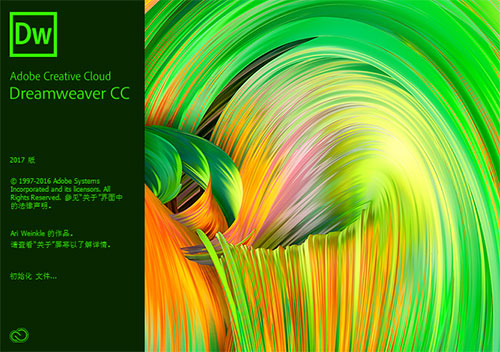 Dw
Adobe Creative Cloud
Dreamweaver CC
2017 版
© 1997-2016 Adobe Systems
Incorporated and its licensors. All
Rights Reserved. 参见“关于”界面中
的法律声明。
Ari Weinkle 的作品。
请查看“关于”屏幕以了解详情。
初始化 文件...